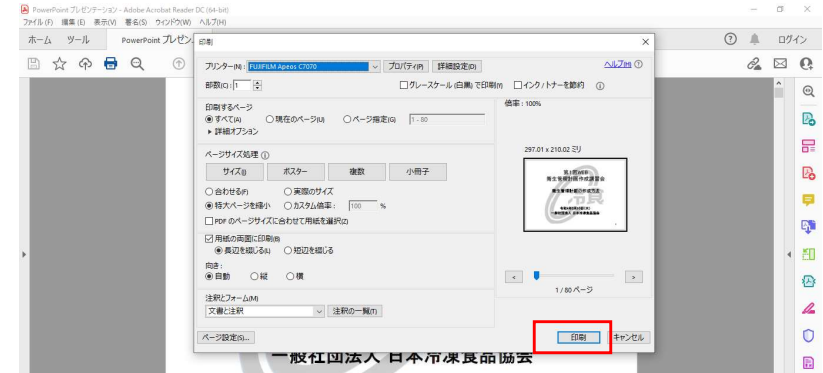 PowerPoint プレゼンテーション - Adobe Acrobat Reader DC (64-bit)
ファイル(F) 編集(E) 表示(V) 署名(S) ウィンドウ(W) ヘルプ(H)
ホーム ツール PowerPoint プレゼン... ログイン
印刷
プリンター(N): FUJIFILM Apeos C7070 プロパティ(P) 詳細設定(D) ヘルプ(H)
部数(C): 1 グレースケール (白黒) で印刷(Y) インク / トナーを節約
印刷するページ
すべて(A) 現在のページ(U) ページ指定(G) 1 - 80
詳細オプション
倍率 : 100%
ページサイズ処理
サイズ(I) ポスター 複数 小冊子
合わせる(F) 実際のサイズ
特大ページを縮小 カスタム倍率 : 100 %
PDF のページサイズに合わせて用紙を選択(Z)
用紙の両面に印刷(B)
長辺を綴じる(L) 短辺を綴じる
向き :
自動 縦 横
注釈とフォーム(M)
文書と注釈 注釈の一覧(T)
297.01 x 210.02 ミリ
< >
1 / 80 ページ
ページ設定(S)... 印刷 キャンセル
一般社団法人 日本冷凍食品協会